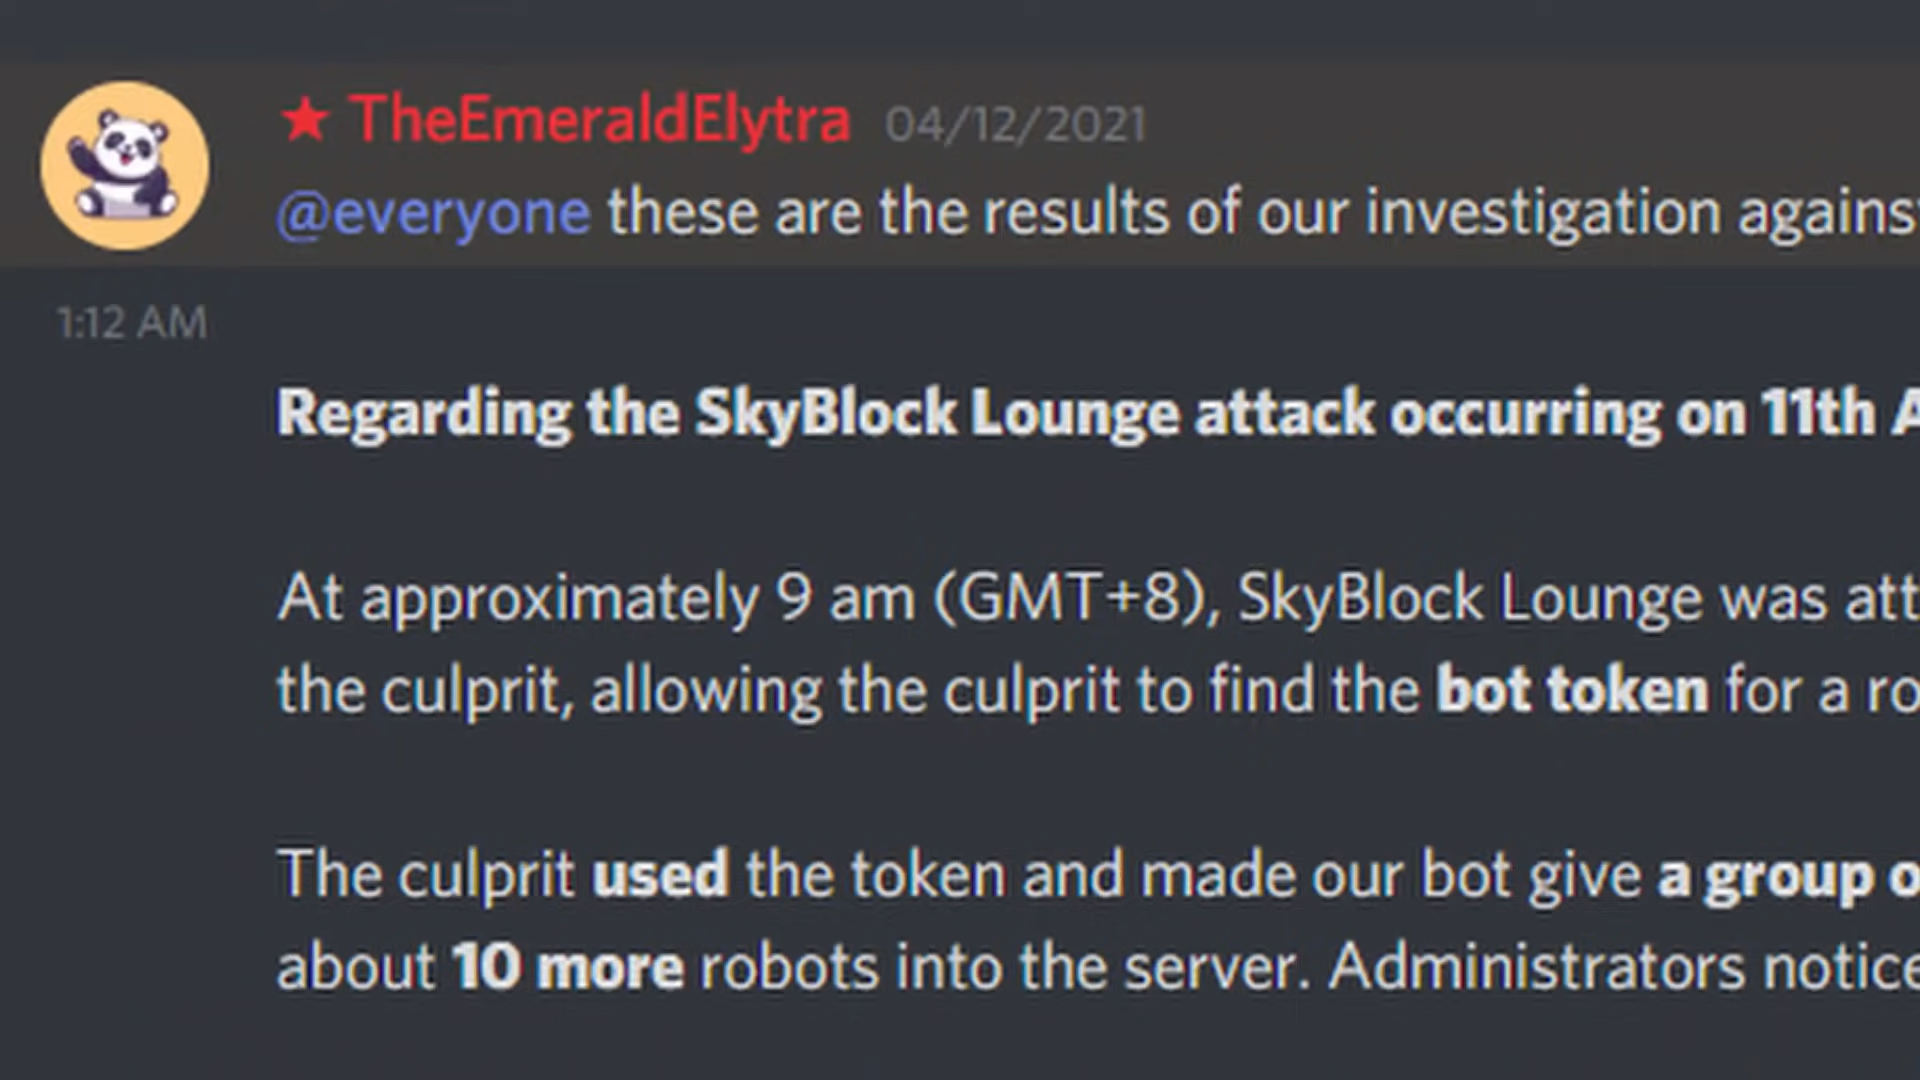 ★ TheEmeraldElytra 04/12/2021
@everyone these are the results of our investigation agains
1:12 AM
Regarding the SkyBlock Lounge attack occurring on 11th A
At approximately 9 am (GMT+8), SkyBlock Lounge was att
the culprit, allowing the culprit to find the bot token for a ro
The culprit used the token and made our bot give a group o
about 10 more robots into the server. Administrators notice